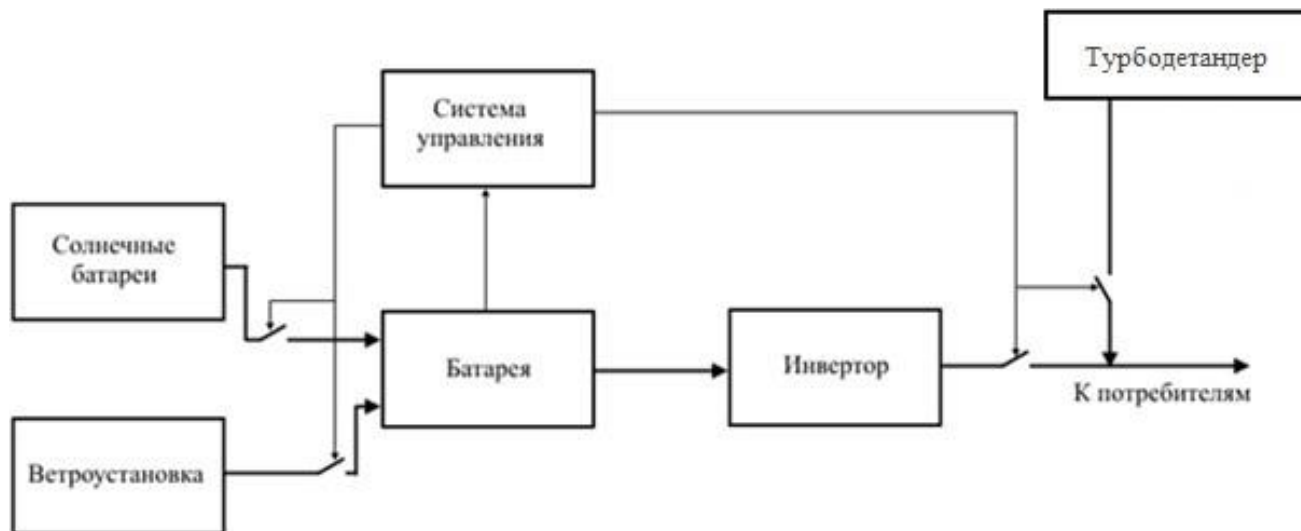 Турбодетандер
Система
управления
Солнечные
батареи
Батарея
Инвертор
К потребителям
Ветроустановка